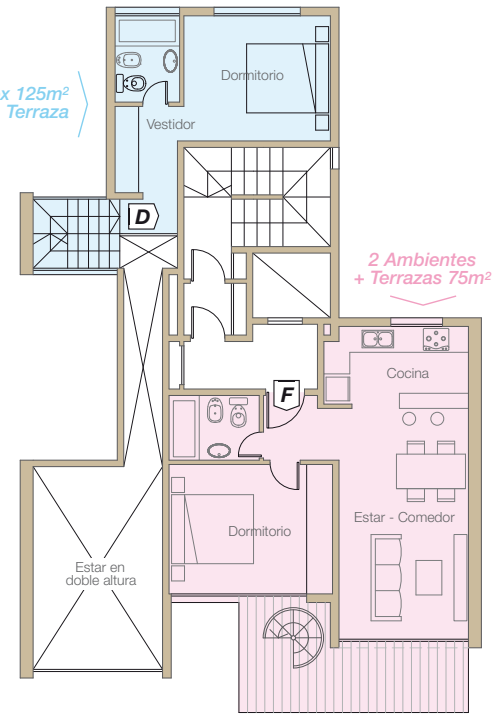 x 125m²
Terraza
Dormitorio
Vestidor
D
2 Ambientes
+ Terrazas 75m²
Cocina
F
Estar - Comedor
Dormitorio
Estar en
doble altura